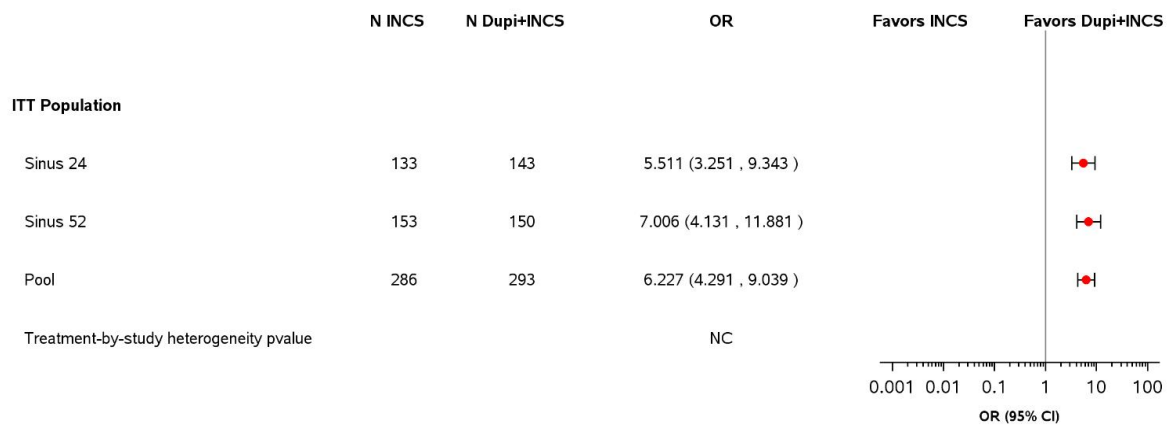 N INCS N Dupi+INCS OR Favors INCS Favors Dupi+INCS
ITT Population
Sinus 24 133 143 5.511 (3.251 , 9.343 )
Sinus 52 153 150 7.006 (4.131 , 11.881 )
Pool 286 293 6.227 (4.291 , 9.039 )
Treatment-by-study heterogeneity pvalue NC
0.001 0.01 0.1 1 10 100
OR (95% CI)